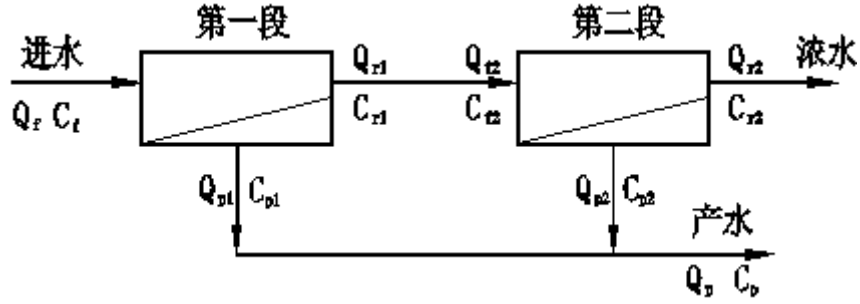 第一段 第二段
进水 Qr1 Qf2 Qr2 浓水
Qf Cf Cr1 Cf2 Cr2
Qp1 Cp1 Qp2 Cp2
产水
Qp Cp